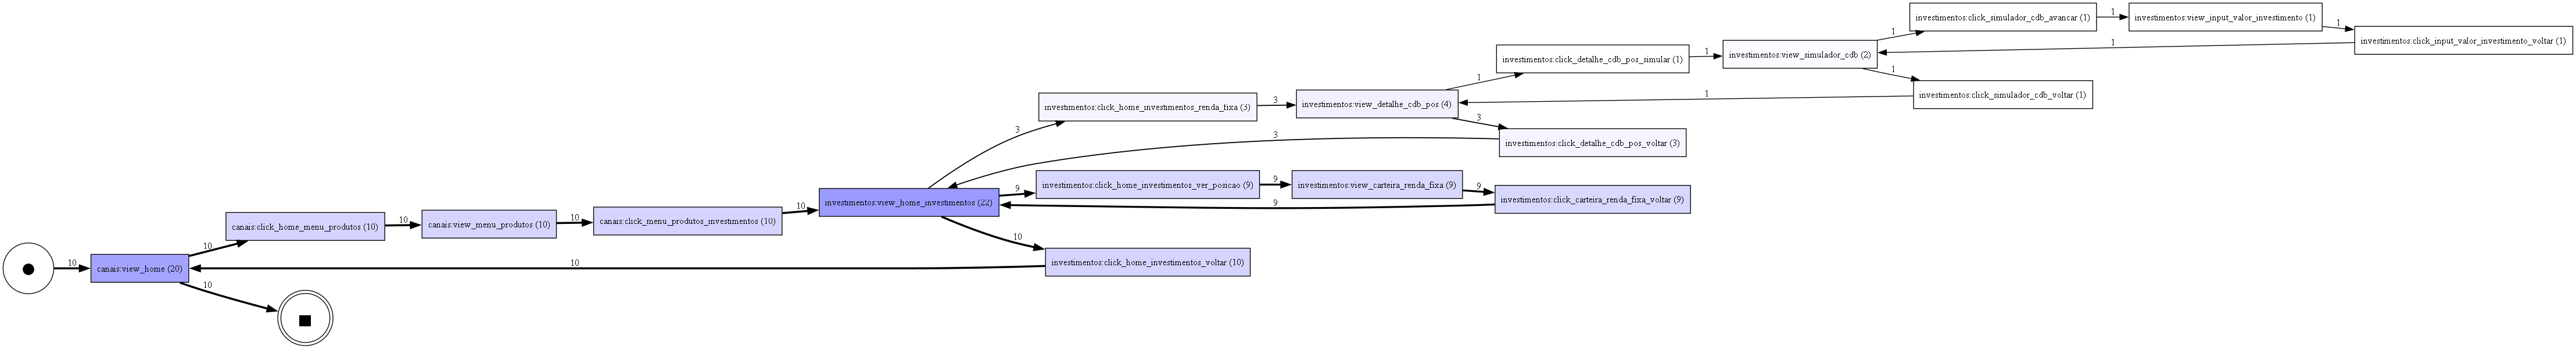 investimentos:click_simulador_cdb_avancar (1)
1
investimentos:view_input_valor_investimento (1)
1
investimentos:click_input_valor_investimento_voltar (1)
1
1
investimentos:click_detalhe_cdb_pos_simular (1)
1
investimentos:view_simulador_cdb (2)
1
investimentos:click_simulador_cdb_voltar (1)
1
1
investimentos:click_home_investimentos_renda_fixa (3)
3
investimentos:view_detalhe_cdb_pos (4)
3
investimentos:click_detalhe_cdb_pos_voltar (3)
3
3
investimentos:click_home_investimentos_ver_posicao (9)
9
investimentos:view_carteira_renda_fixa (9)
9
investimentos:click_carteira_renda_fixa_voltar (9)
9
9
investimentos:view_home_investimentos (22)
10
canais:click_menu_produtos_investimentos (10)
10
canais:view_menu_produtos (10)
10
canais:click_home_menu_produtos (10)
10
10
investimentos:click_home_investimentos_voltar (10)
10
10
canais:view_home (20)
10